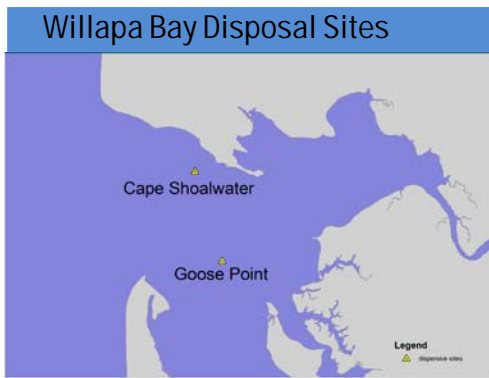 Willapa Bay Disposal Sites
Cape Shoalwater
Goose Point
Legend
dispersive sites